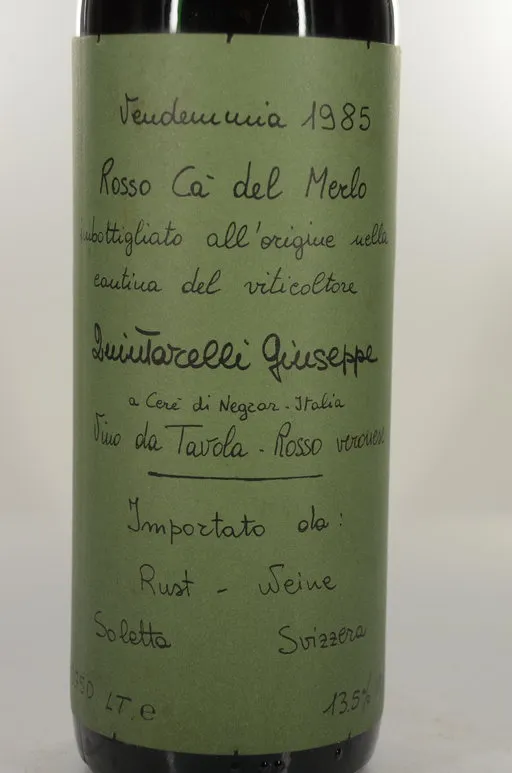 Vendemmia 1985
Rosso Cà del Merlo
imbottigliato all'origine nella
cantina del viticoltore
Quintarelli Giuseppe
a Cerè di Negrar - Italia
Vino da Tavola - Rosso veronese
Importato da:
Rust - Weine
Soletta Svizzera
LT. e 13.5%